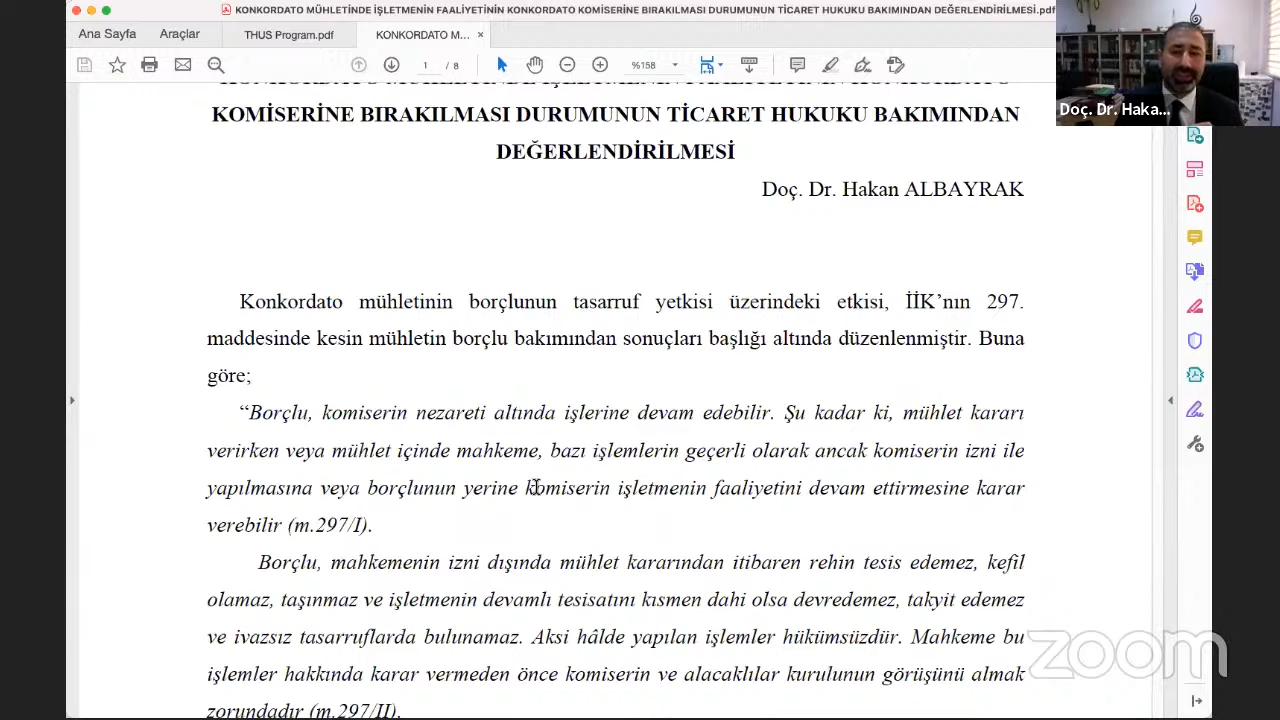 KONKORDATO MÜHLETİNDE İŞLETMENİN FAALİYETİNİN KONKORDATO KOMİSERİNE BIRAKILMASI DURUMUNUN TİCARET HUKUKU BAKIMINDAN DEĞERLENDİRİLMESİ.pdf
Ana Sayfa Araçlar THUS Program.pdf KONKORDATO M... ×
1 / 8 %158
Doç. Dr. Haka...
KOMİSERİNE BIRAKILMASI DURUMUNUN TİCARET HUKUKU BAKIMINDAN
DEĞERLENDİRİLMESİ
Doç. Dr. Hakan ALBAYRAK
Konkordato mühletinin borçlunun tasarruf yetkisi üzerindeki etkisi, İİK’nın 297.
maddesinde kesin mühletin borçlu bakımından sonuçları başlığı altında düzenlenmiştir. Buna
göre;
“Borçlu, komiserin nezareti altında işlerine devam edebilir. Şu kadar ki, mühlet kararı
verirken veya mühlet içinde mahkeme, bazı işlemlerin geçerli olarak ancak komiserin izni ile
yapılmasına veya borçlunun yerine komiserin işletmenin faaliyetini devam ettirmesine karar
verebilir (m.297/I).
Borçlu, mahkemenin izni dışında mühlet kararından itibaren rehin tesis edemez, kefil
olamaz, taşınmaz ve işletmenin devamlı tesisatını kısmen dahi olsa devredemez, takyit edemez
ve ivazsız tasarruflarda bulunamaz. Aksi hâlde yapılan işlemler hükümsüzdür. Mahkeme bu
işlemler hakkında karar vermeden önce komiserin ve alacaklılar kurulunun görüşünü almak
zorundadır (m.297/II).
zoom